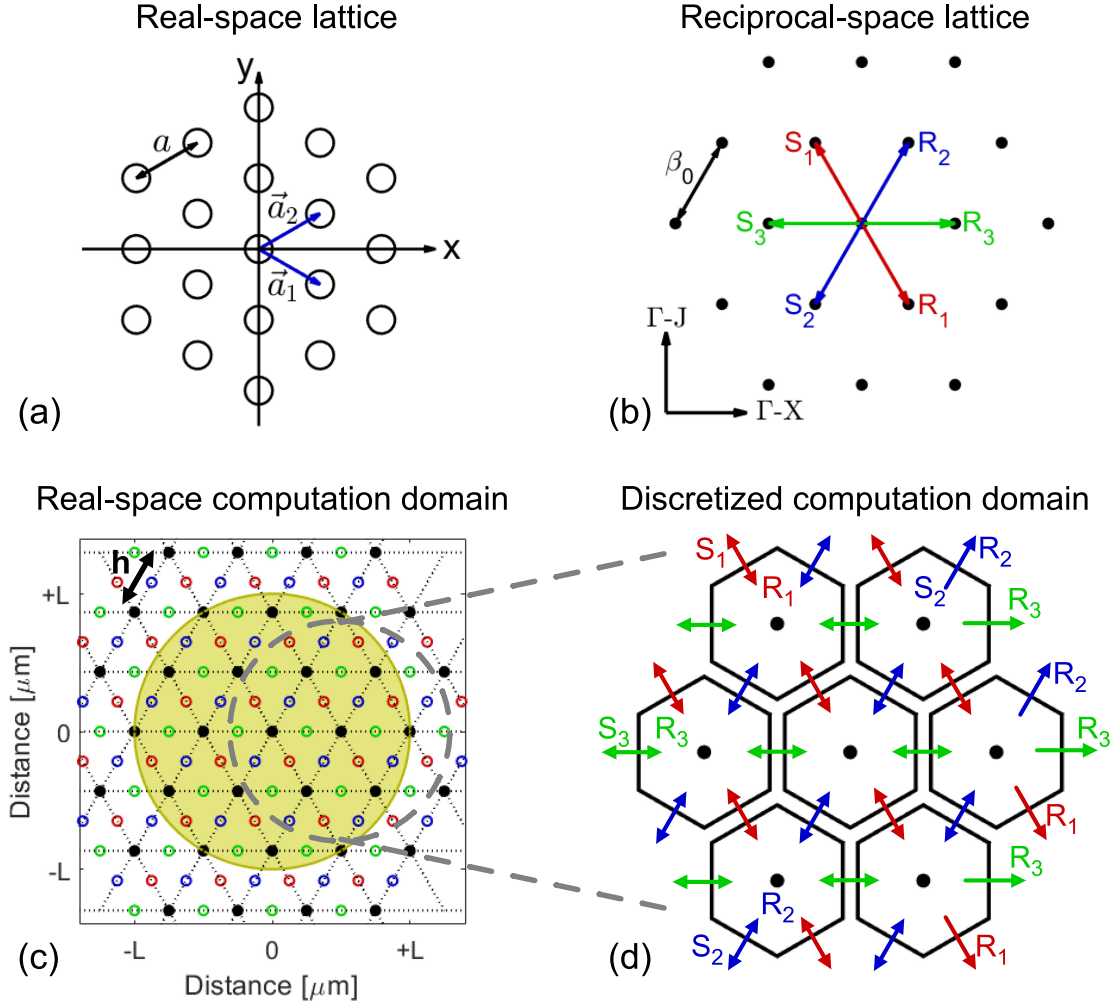 Real-space lattice
y
a
a⃗₂
x
a⃗₁
(a)
Reciprocal-space lattice
S₁
R₂
β₀
S₃
R₃
S₂
R₁
Γ-J
Γ-X
(b)
Real-space computation domain
h
+L
0
-L
Distance [μm]
-L
0
+L
Distance [μm]
(c)
Discretized computation domain
S₁
R₂
R₁
S₂
R₃
R₂
S₃
R₃
R₃
R₁
R₃
R₂
S₂
R₁
(d)